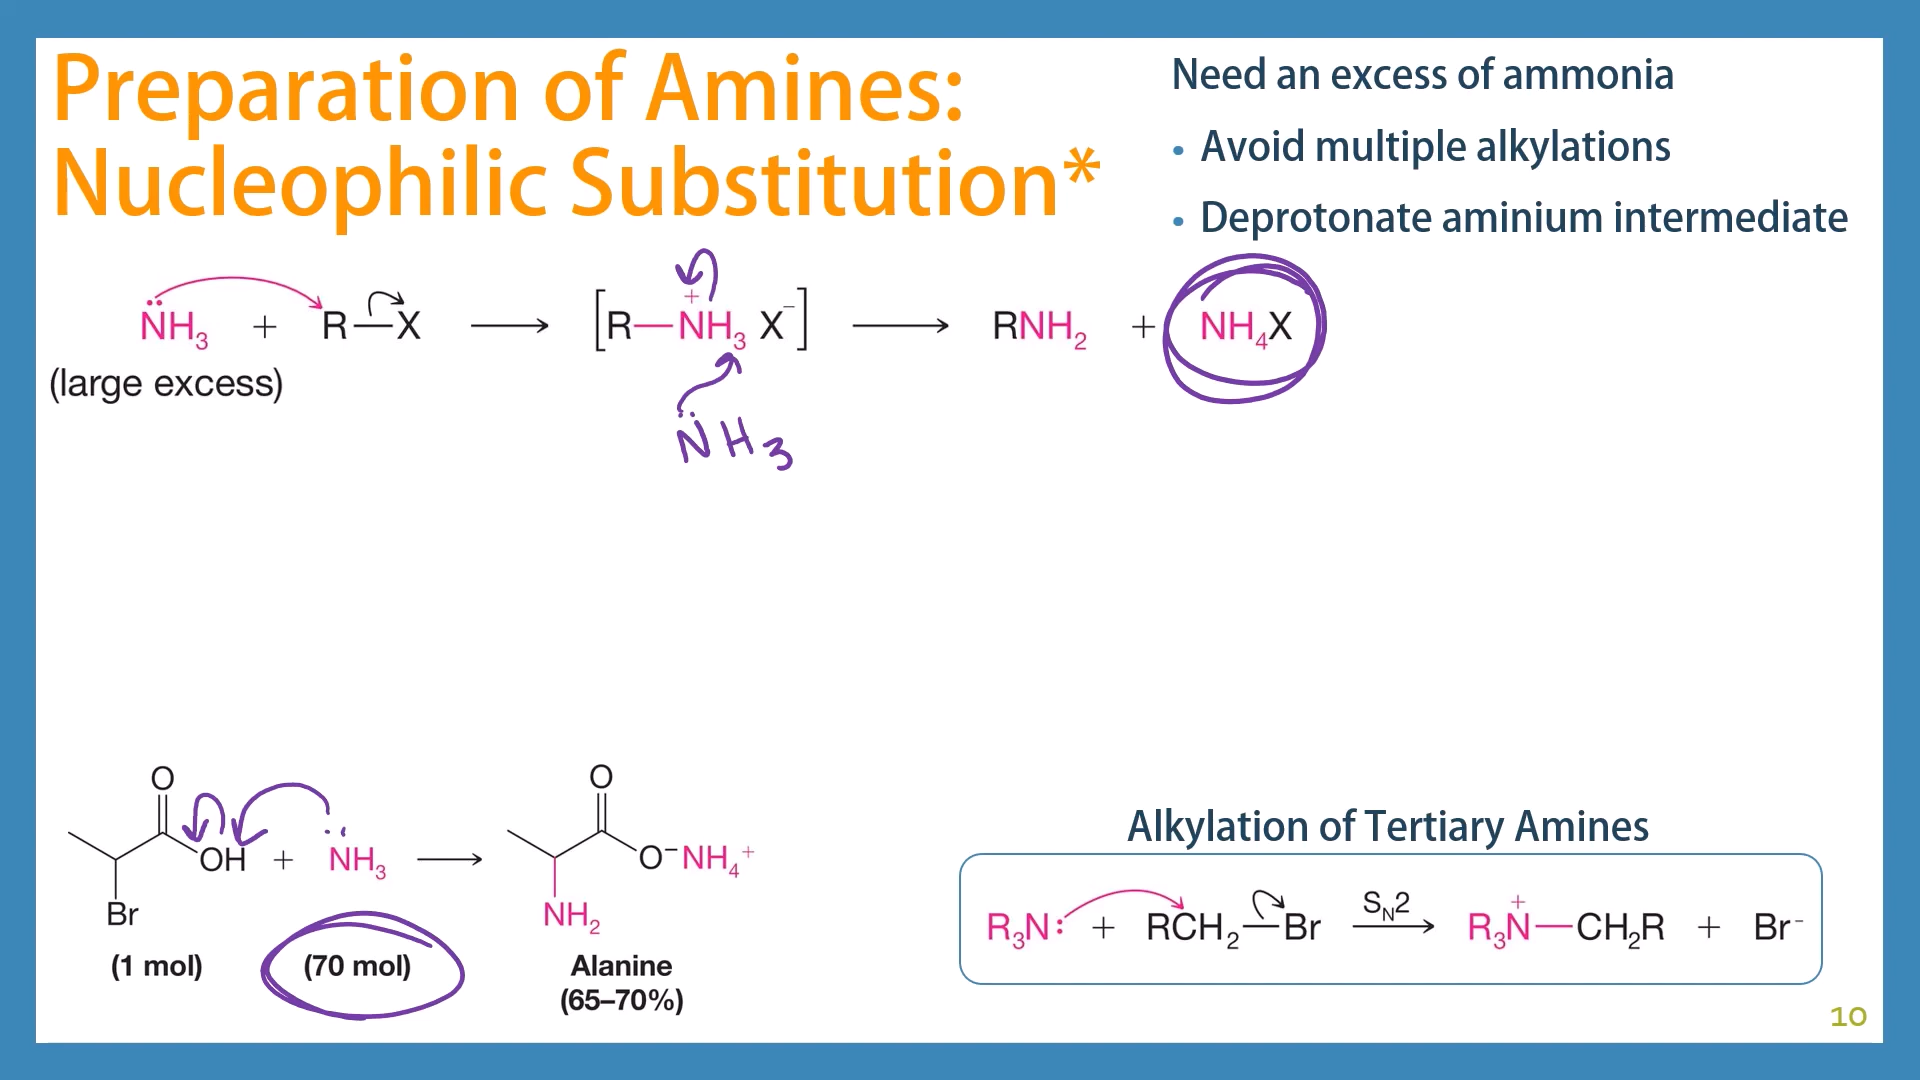 Preparation of Amines:
Nucleophilic Substitution*
Need an excess of ammonia
• Avoid multiple alkylations
• Deprotonate aminium intermediate
NH₃ + R—X ⟶ [R—NH₃⁺ X⁻] ⟶ RNH₂ + NH₄X
(large excess)
NH₃
O
OH + NH₃ ⟶
Br
(1 mol) (70 mol)
O
O⁻NH₄⁺
NH₂
Alanine
(65–70%)
Alkylation of Tertiary Amines
R₃N: + RCH₂—Br ⟶ R₃N⁺—CH₂R + Br⁻
Sₙ2
10